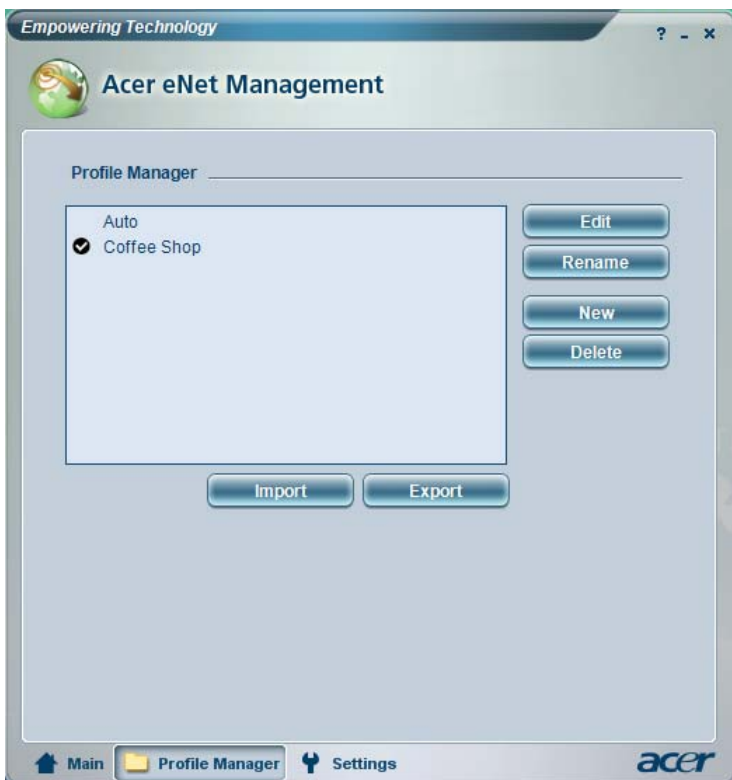 Empowering Technology
? - ×
Acer eNet Management
Profile Manager
Auto
Coffee Shop
Edit
Rename
New
Delete
Import
Export
Main
Profile Manager
Settings
acer